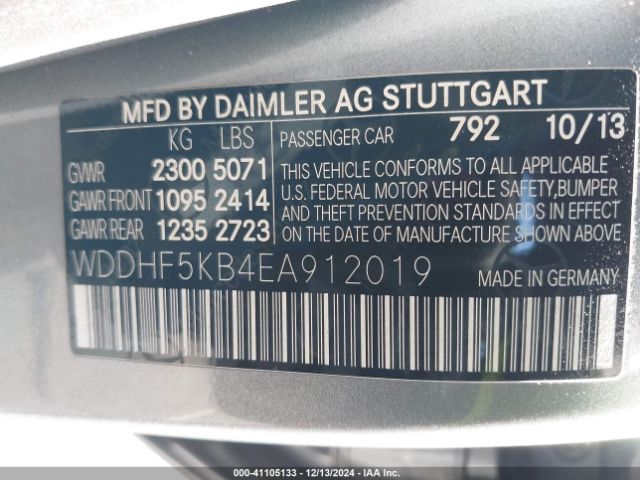 MFD BY DAIMLER AG STUTTGART
KG LBS PASSENGER CAR 792 10/13
GVWR 2300 5071
GAWR FRONT 1095 2414
GAWR REAR 1235 2723
THIS VEHICLE CONFORMS TO ALL APPLICABLE
U.S. FEDERAL MOTOR VEHICLE SAFETY,BUMPER
AND THEFT PREVENTION STANDARDS IN EFFECT
ON THE DATE OF MANUFACTURE SHOWN ABOVE
WDDHF5KB4EA912019 MADE IN GERMANY
000-41105133 - 12/13/2024 - IAA Inc.